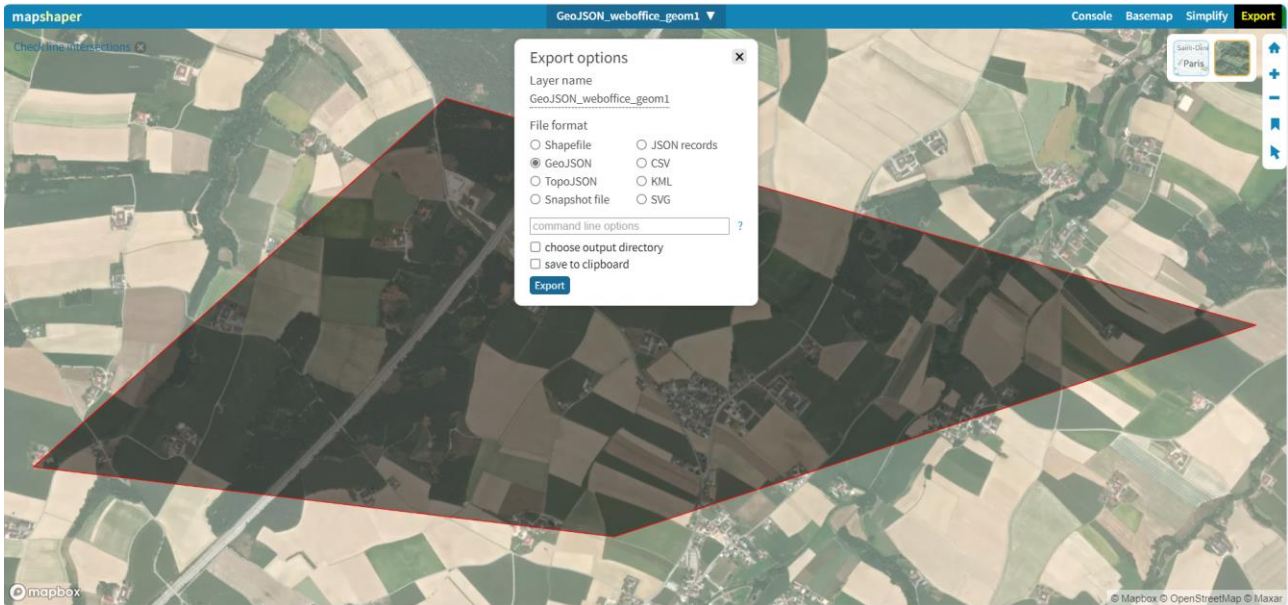 mapshaper
GeoJSON_weboffice_geom1 ▼
Console Basemap Simplify Export
Check line intersections
Saint-Den
Paris
Export options
Layer name
GeoJSON_weboffice_geom1
File format
Shapefile JSON records
GeoJSON CSV
TopoJSON KML
Snapshot file SVG
command line options ?
choose output directory
save to clipboard
Export
mapbox
© Mapbox © OpenStreetMap © Maxar